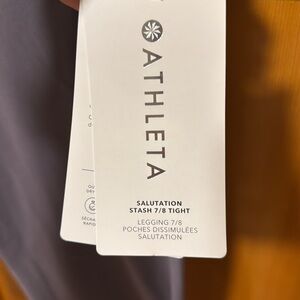 ATHLETA
SALUTATION
STASH 7/8 TIGHT
LEGGING 7/8
POCHES DISSIMULÉES
SALUTATION